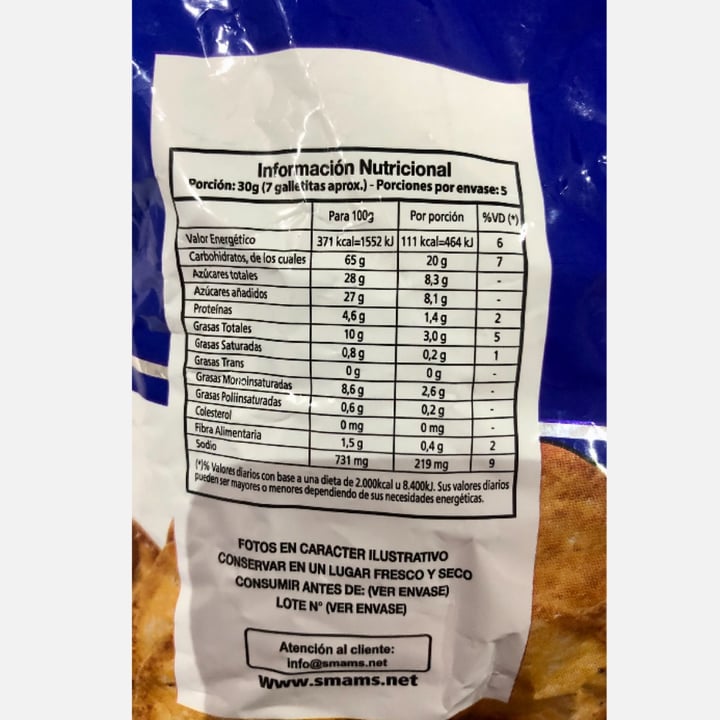 Información Nutricional
Porción: 30g (7 galletitas aprox.) - Porciones por envase: 5
Para 100g Por porción %VD (*)
Valor Energético 371 kcal=1552 kJ 111 kcal=464 kJ 6
Carbohidratos, de los cuales 65 g 20 g 7
Azúcares totales 28 g 8,3 g -
Azúcares añadidos 27 g 8,1 g -
Proteínas 4,6 g 1,4 g 2
Grasas Totales 10 g 3,0 g 5
Grasas Saturadas 0,8 g 0,2 g 1
Grasas Trans 0 g 0 g -
Grasas Monoinsaturadas 8,6 g 2,6 g -
Grasas Poliinsaturadas 0,6 g 0,2 g -
Colesterol 0 mg 0 mg -
Fibra Alimentaria 1,5 g 0,4 g 2
Sodio 731 mg 219 mg 9
(*)% Valores diarios con base a una dieta de 2.000kcal u 8.400kJ. Sus valores diarios
pueden ser mayores o menores dependiendo de sus necesidades energéticas.
FOTOS EN CARACTER ILUSTRATIVO
CONSERVAR EN UN LUGAR FRESCO Y SECO
CONSUMIR ANTES DE: (VER ENVASE)
LOTE N° (VER ENVASE)
Atención al cliente:
info@smams.net
www.smams.net